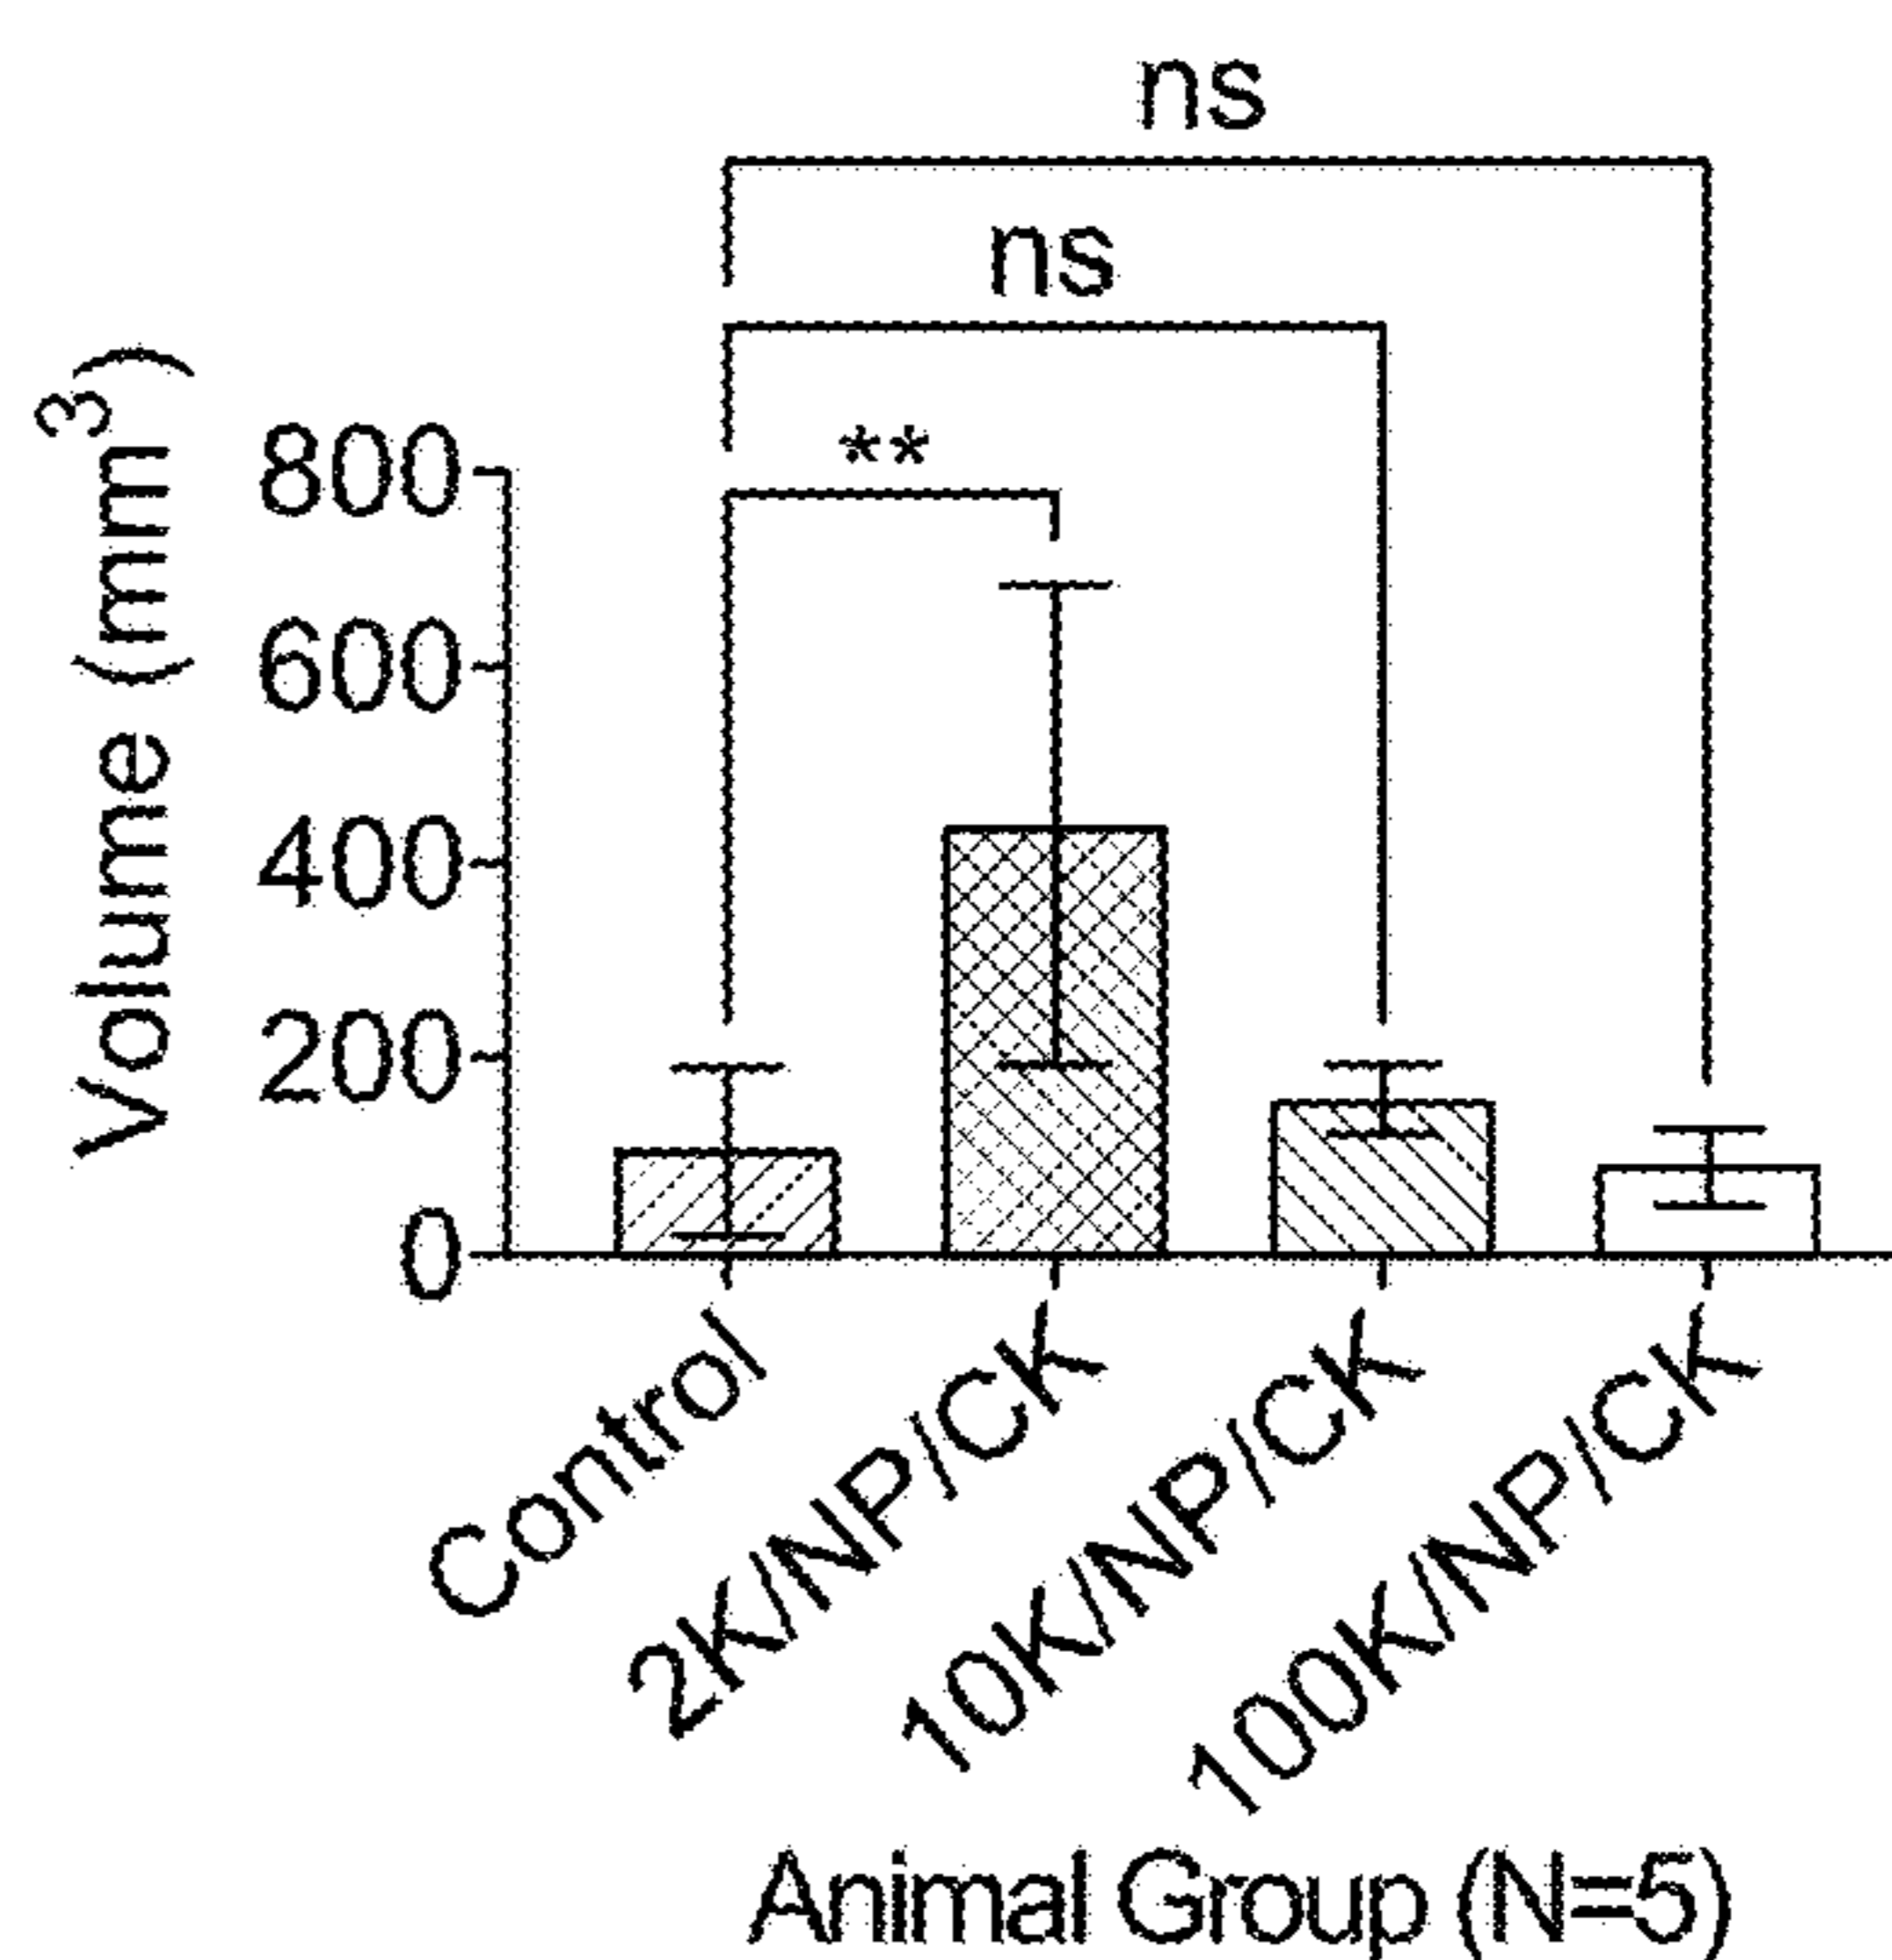 ns
ns
**
Volume (mm³)
800
600
400
200
0
Control
2K/NP/CK
10K/NP/CK
100K/NP/CK
Animal Group (N=5)